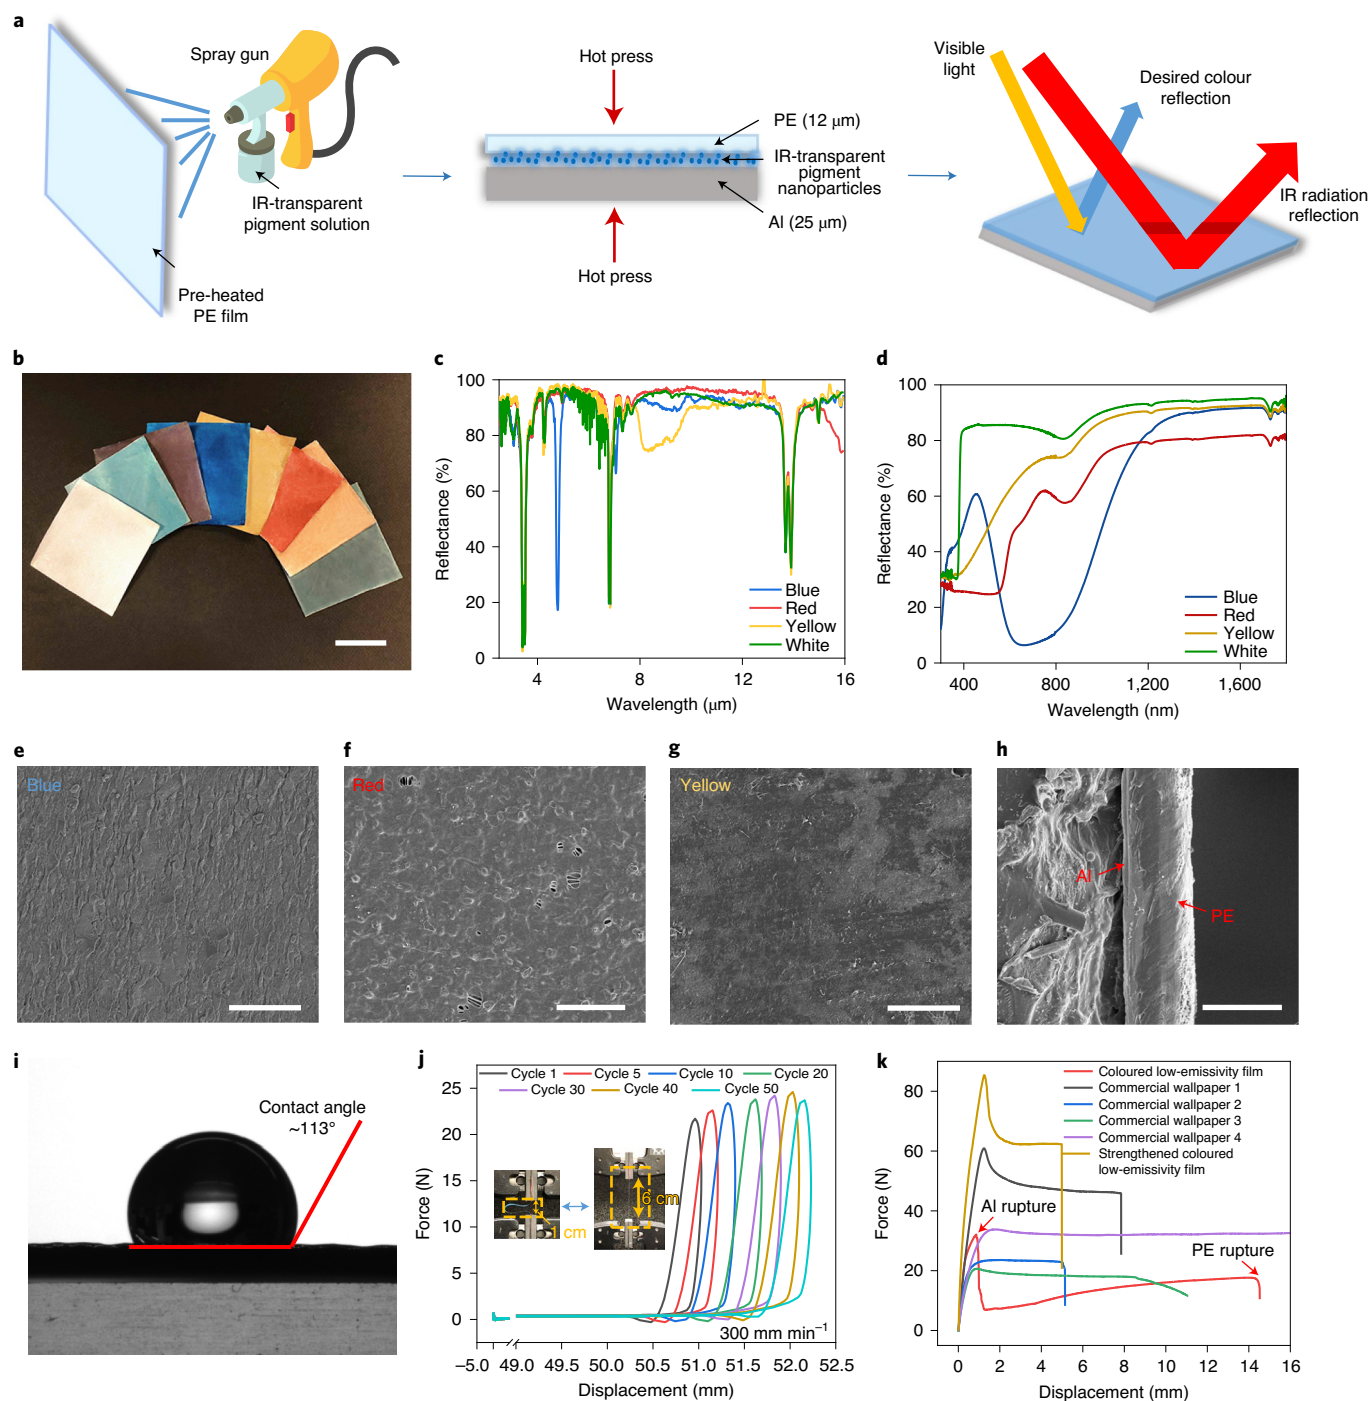 a
Spray gun
IR-transparent
pigment solution
Pre-heated
PE film
Hot press
PE (12 μm)
IR-transparent
pigment
nanoparticles
Al (25 μm)
Hot press
Visible
light
Desired colour
reflection
IR radiation
reflection
b
c
100
80
60
40
20
0
Reflectance (%)
4
8
12
16
Wavelength (μm)
Blue
Red
Yellow
White
d
100
80
60
40
20
0
Reflectance (%)
400
800
1,200
1,600
Wavelength (nm)
Blue
Red
Yellow
White
e
Blue
f
Red
g
Yellow
h
Al
PE
i
Contact angle
~113°
j
Cycle 1
Cycle 5
Cycle 10
Cycle 20
Cycle 30
Cycle 40
Cycle 50
25
20
15
10
5
0
Force (N)
1 cm
6 cm
300 mm min⁻¹
–5.0
49.0
49.5
50.0
50.5
51.0
51.5
52.0
52.5
Displacement (mm)
k
Coloured low-emissivity film
Commercial wallpaper 1
Commercial wallpaper 2
Commercial wallpaper 3
Commercial wallpaper 4
Strengthened coloured
low-emissivity film
80
60
40
20
0
Force (N)
Al rupture
PE rupture
0
2
4
6
8
10
12
14
16
Displacement (mm)